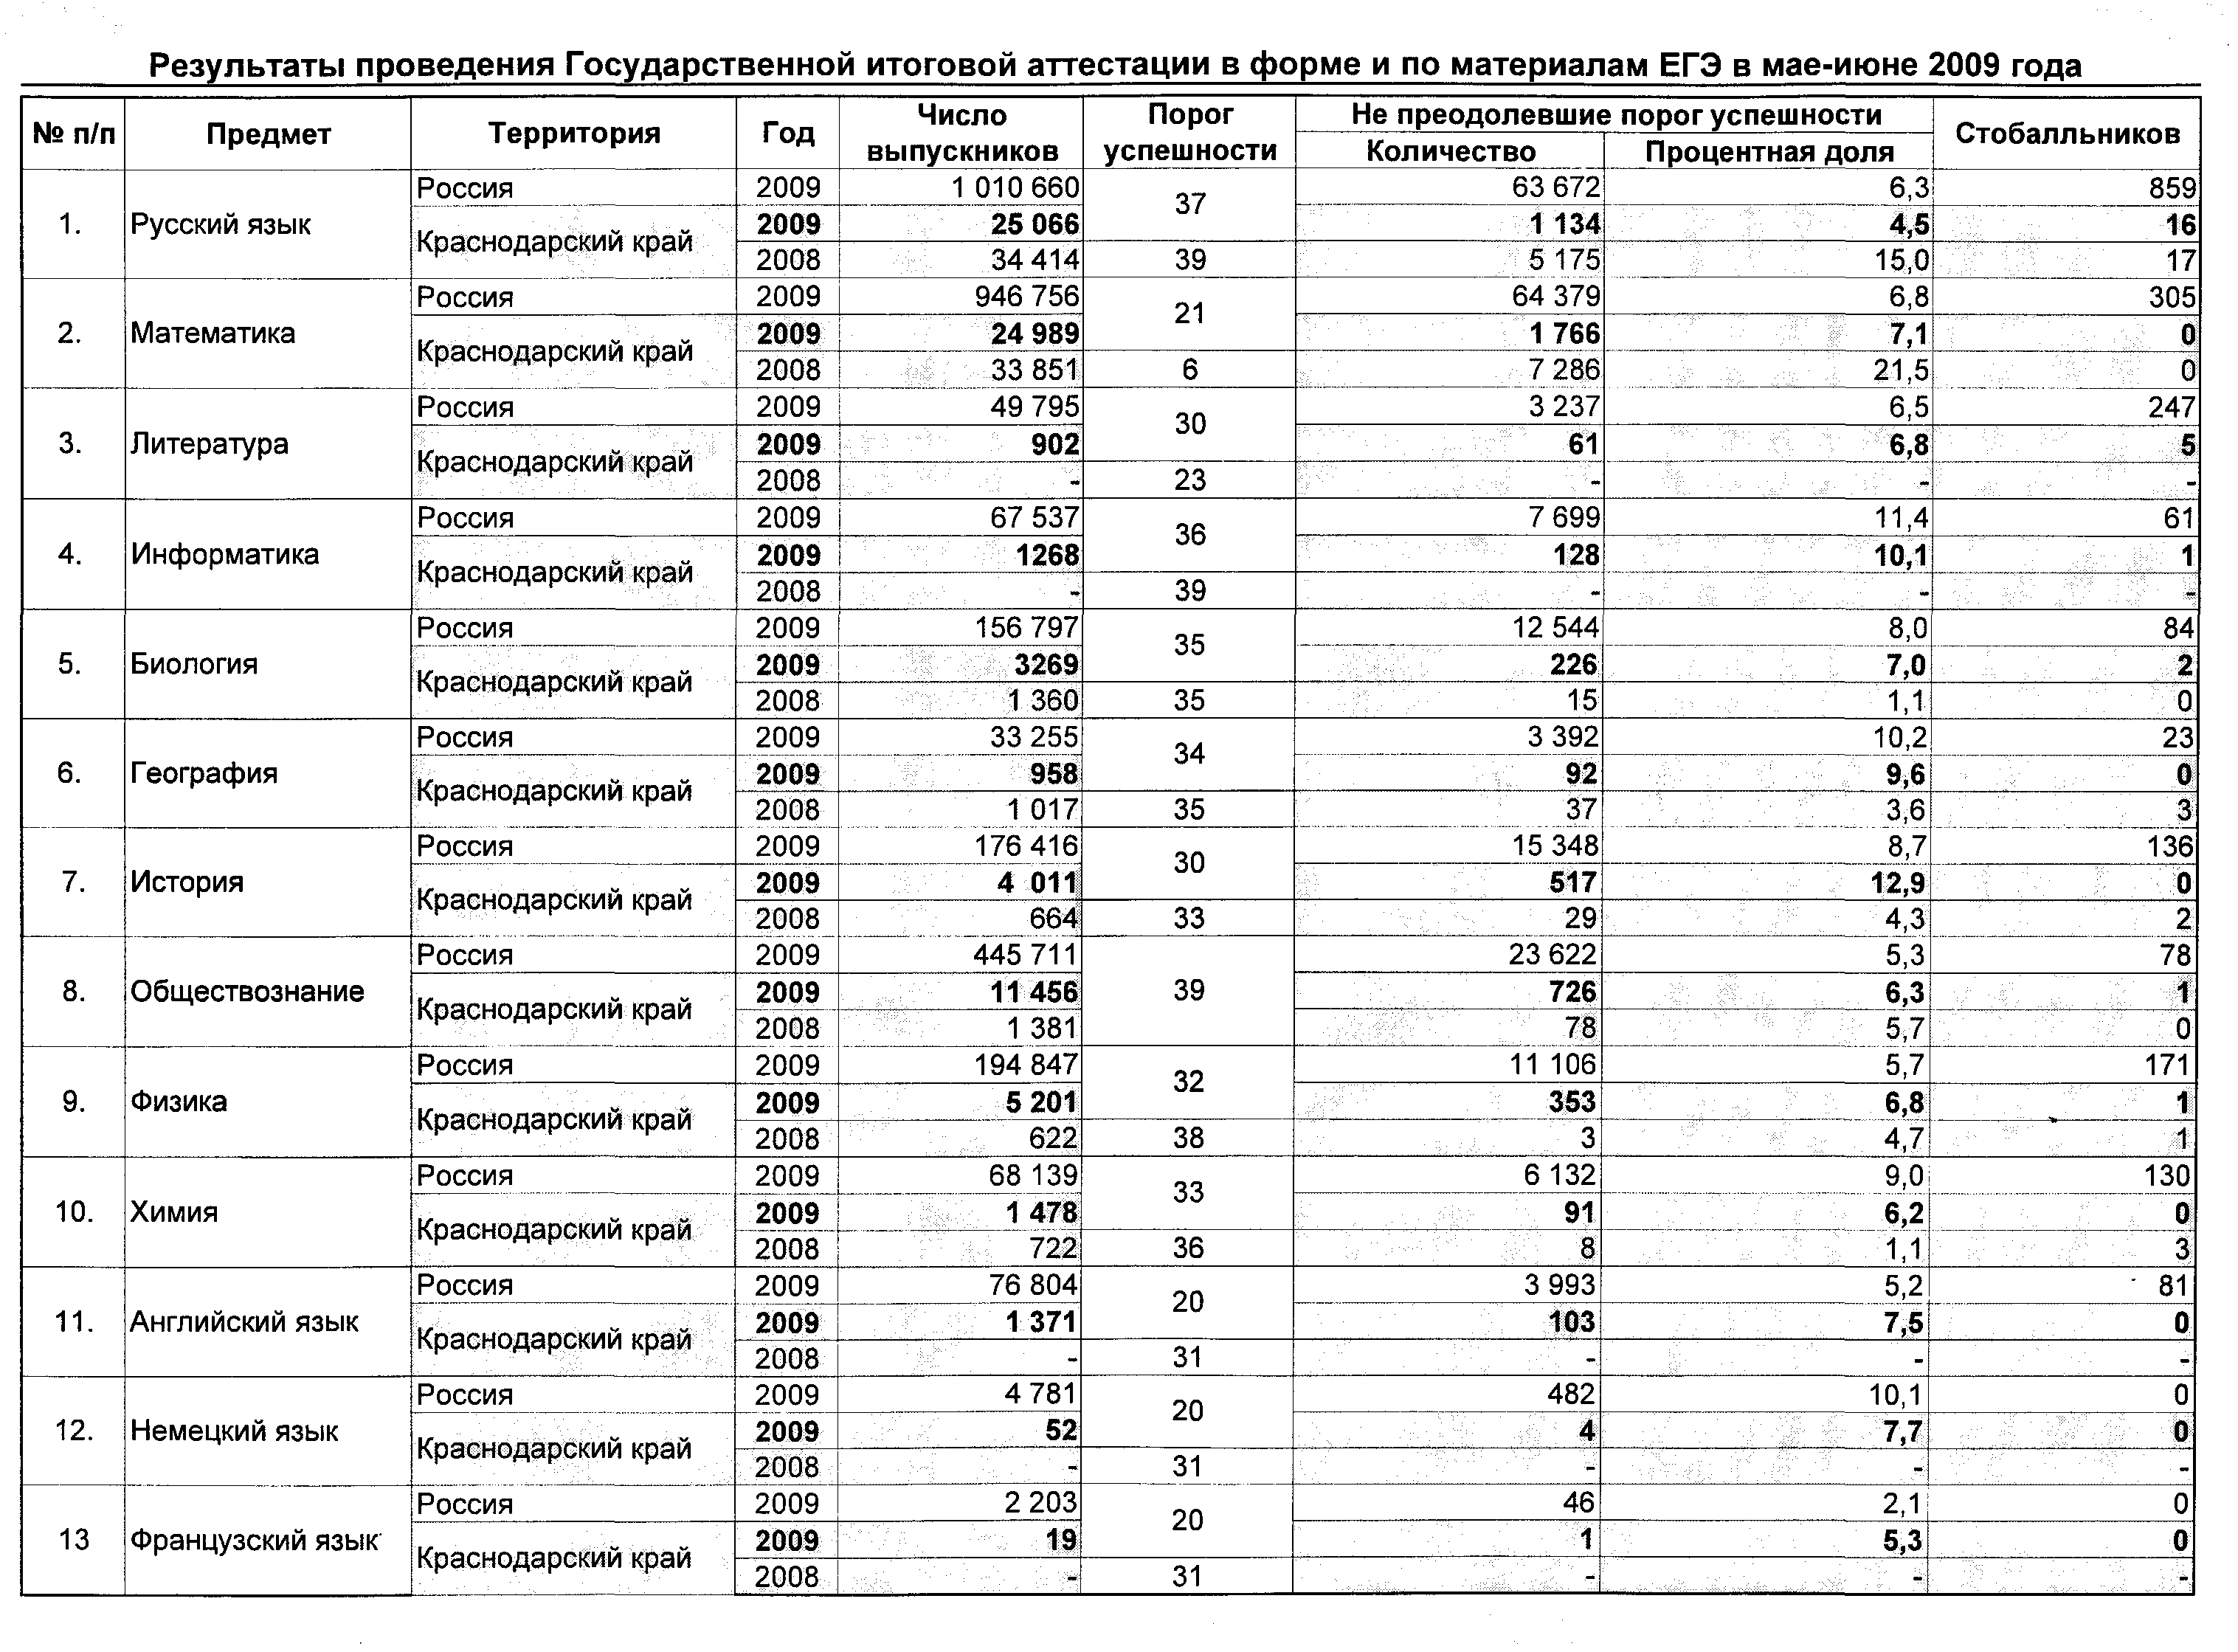 Результаты проведения Государственной итоговой аттестации в форме и по материалам ЕГЭ в мае-июне 2009 года
№ п/п Предмет Территория Год Число выпускников Порог успешности Не преодолевшие порог успешности Стобалльников
Количество Процентная доля
Россия 2009 1 010 660 37 63 672 6,3 859
1. Русский язык Краснодарский край 2009 25 066 1 134 4,5 16
2008 34 414 39 5 175 15,0 17
Россия 2009 946 756 21 64 379 6,8 305
2. Математика Краснодарский край 2009 24 989 1 766 7,1 0
2008 33 851 6 7 286 21,5 0
Россия 2009 49 795 30 3 237 6,5 247
3. Литература Краснодарский край 2009 902 61 6,8 5
2008 - 23 - - -
Россия 2009 67 537 36 7 699 11,4 61
4. Информатика Краснодарский край 2009 1268 128 10,1 1
2008 - 39 - - -
Россия 2009 156 797 35 12 544 8,0 84
5. Биология Краснодарский край 2009 3269 226 7,0 2
2008 1 360 35 15 1,1 0
Россия 2009 33 255 34 3 392 10,2 23
6. География Краснодарский край 2009 958 92 9,6 0
2008 1 017 35 37 3,6 3
Россия 2009 176 416 30 15 348 8,7 136
7. История Краснодарский край 2009 4 011 517 12,9 0
2008 664 33 29 4,3 2
Россия 2009 445 711 39 23 622 5,3 78
8. Обществознание Краснодарский край 2009 11 456 726 6,3 1
2008 1 381 78 5,7 0
Россия 2009 194 847 32 11 106 5,7 171
9. Физика Краснодарский край 2009 5 201 353 6,8 1
2008 622 38 3 4,7 1
Россия 2009 68 139 33 6 132 9,0 130
10. Химия Краснодарский край 2009 1 478 91 6,2 0
2008 722 36 8 1,1 3
Россия 2009 76 804 20 3 993 5,2 81
11. Английский язык Краснодарский край 2009 1 371 103 7,5 0
2008 - 31 - - -
Россия 2009 4 781 20 482 10,1 0
12. Немецкий язык Краснодарский край 2009 52 4 7,7 0
2008 - 31 - - -
Россия 2009 2 203 20 46 2,1 0
13 Французский язык Краснодарский край 2009 19 1 5,3 0
2008 - 31 - - -